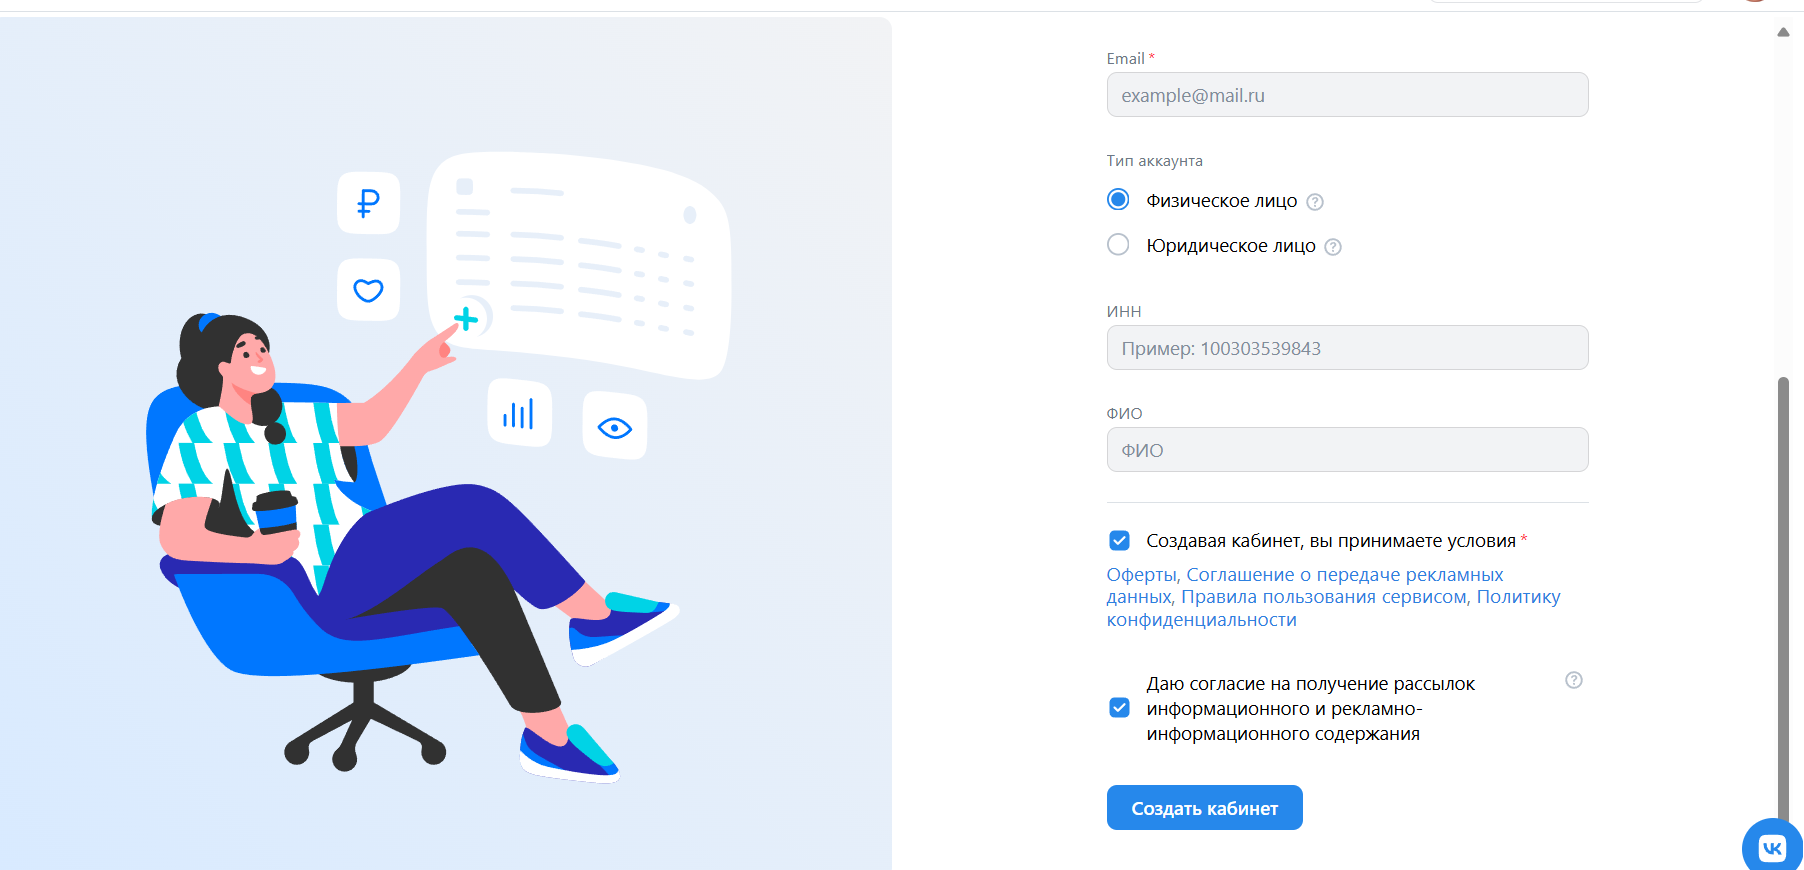 Email *
example@mail.ru
Тип аккаунта
Физическое лицо
Юридическое лицо
ИНН
Пример: 100303539843
ФИО
ФИО
Создавая кабинет, вы принимаете условия *
Оферты, Соглашение о передаче рекламных
данных, Правила пользования сервисом, Политику
конфиденциальности
Даю согласие на получение рассылок
информационного и рекламно-
информационного содержания
Создать кабинет